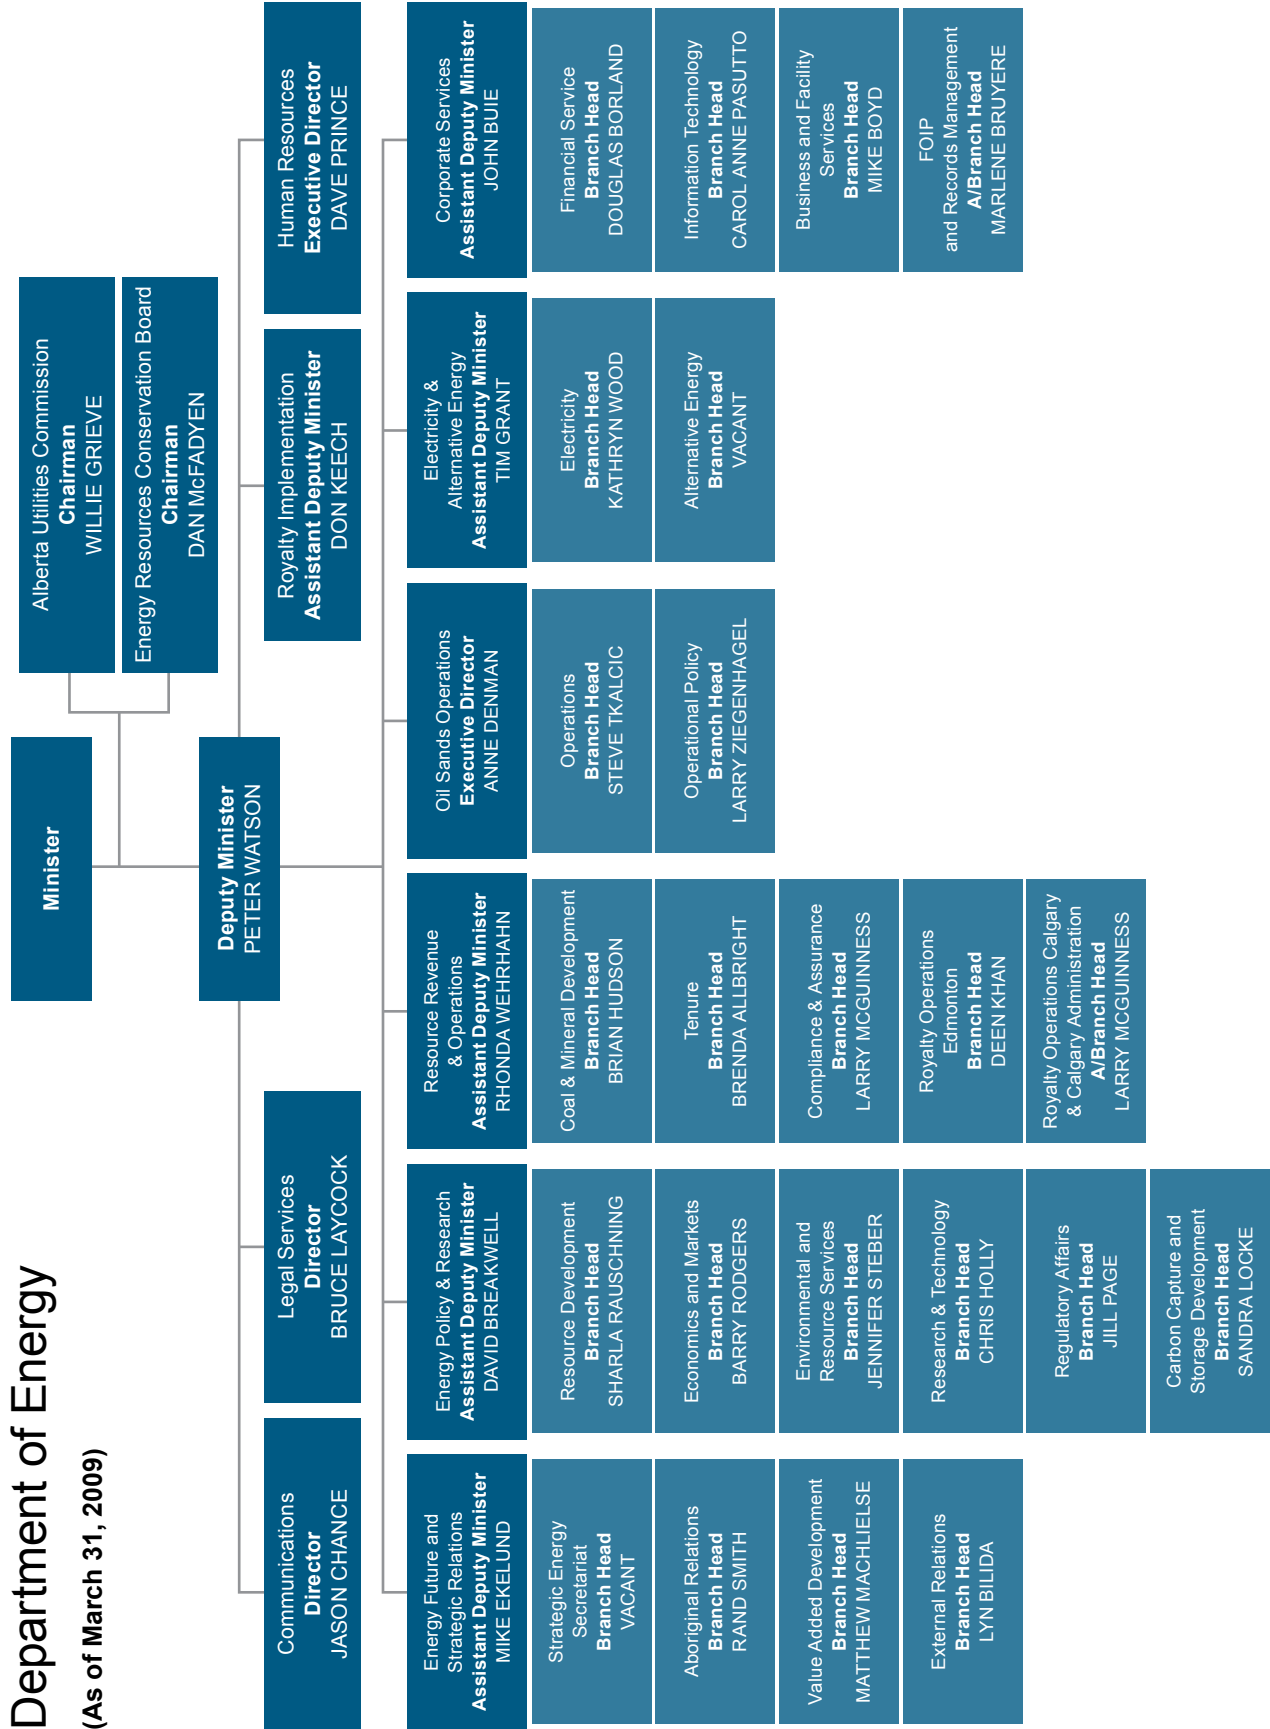 Department of Energy
(As of March 31, 2009)
Minister
Alberta Utilities Commission
Chairman
WILLIE GRIEVE
Energy Resources Conservation Board
Chairman
DAN McFADYEN
Deputy Minister
PETER WATSON
Communications
Director
JASON CHANCE
Legal Services
Director
BRUCE LAYCOCK
Royalty Implementation
Assistant Deputy Minister
DON KEECH
Human Resources
Executive Director
DAVE PRINCE
Energy Future and
Strategic Relations
Assistant Deputy Minister
MIKE EKELUND
Strategic Energy
Secretariat
Branch Head
VACANT
Aboriginal Relations
Branch Head
RAND SMITH
Value Added Development
Branch Head
MATTHEW MACHLIELSE
External Relations
Branch Head
LYN BILIDA
Energy Policy & Research
Assistant Deputy Minister
DAVID BREAKWELL
Resource Development
Branch Head
SHARLA RAUSCHNING
Economics and Markets
Branch Head
BARRY RODGERS
Environmental and
Resource Services
Branch Head
JENNIFER STEBER
Research & Technology
Branch Head
CHRIS HOLLY
Regulatory Affairs
Branch Head
JILL PAGE
Carbon Capture and
Storage Development
Branch Head
SANDRA LOCKE
Resource Revenue
& Operations
Assistant Deputy Minister
RHONDA WEHRHAHN
Coal & Mineral Development
Branch Head
BRIAN HUDSON
Tenure
Branch Head
BRENDA ALLBRIGHT
Compliance & Assurance
Branch Head
LARRY MCGUINNESS
Royalty Operations
Edmonton
Branch Head
DEEN KHAN
Royalty Operations Calgary
& Calgary Administration
A/Branch Head
LARRY MCGUINNESS
Oil Sands Operations
Executive Director
ANNE DENMAN
Operations
Branch Head
STEVE TKALCIC
Operational Policy
Branch Head
LARRY ZIEGENHAGEL
Electricity &
Alternative Energy
Assistant Deputy Minister
TIM GRANT
Electricity
Branch Head
KATHRYN WOOD
Alternative Energy
Branch Head
VACANT
Corporate Services
Assistant Deputy Minister
JOHN BUIE
Financial Service
Branch Head
DOUGLAS BORLAND
Information Technology
Branch Head
CAROL ANNE PASUTTO
Business and Facility
Services
Branch Head
MIKE BOYD
FOIP
and Records Management
A/Branch Head
MARLENE BRUYERE